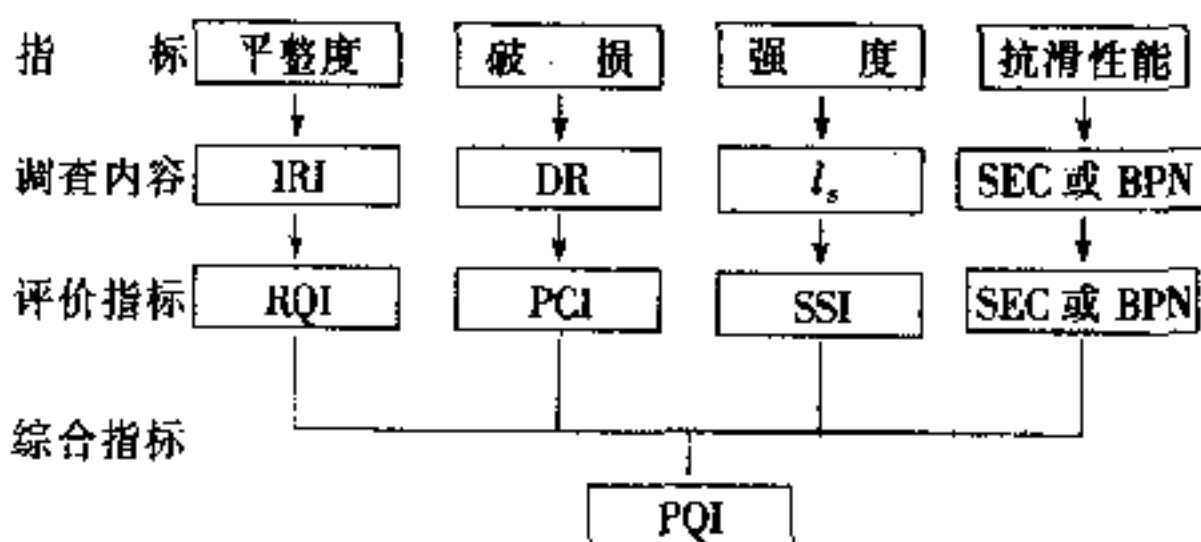 指 标 平整度 破 损 强 度 抗滑性能
调查内容 IRI DR lₛ SEC 或 BPN
评价指标 RQI PCI SSI SEC 或 BPN
综合指标
PQI